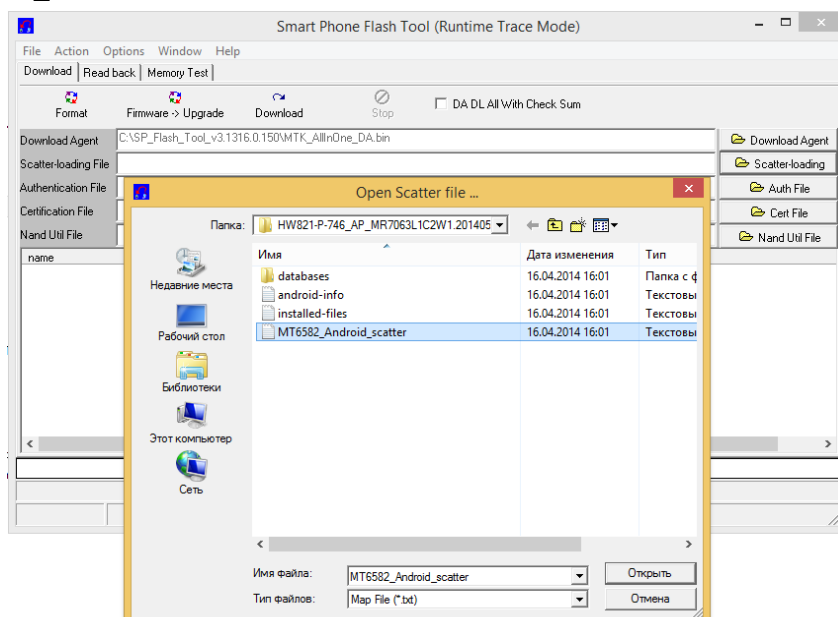 Smart Phone Flash Tool (Runtime Trace Mode)
File Action Options Window Help
Download Read back Memory Test
Format Firmware -> Upgrade Download Stop DA DL All With Check Sum
Download Agent C:\SP_Flash_Tool_v3.1316.0.150\MTK_AllInOne_DA.bin Download Agent
Scatter-loading File Scatter-loading
Authentication File Auth File
Certification File Cert File
Nand Util File Nand Util File
name
Open Scatter file ...
Папка: HW821-P-746_AP_MR7063L1C2W1.201405
Имя Дата изменения Тип
databases 16.04.2014 16:01 Папка с ф
android-info 16.04.2014 16:01 Текстовы
installed-files 16.04.2014 16:01 Текстовы
MT6582_Android_scatter 16.04.2014 16:01 Текстовы
Недавние места
Рабочий стол
Библиотеки
Этот компьютер
Сеть
Имя файла: MT6582_Android_scatter Открыть
Тип файлов: Map File (*.txt) Отмена